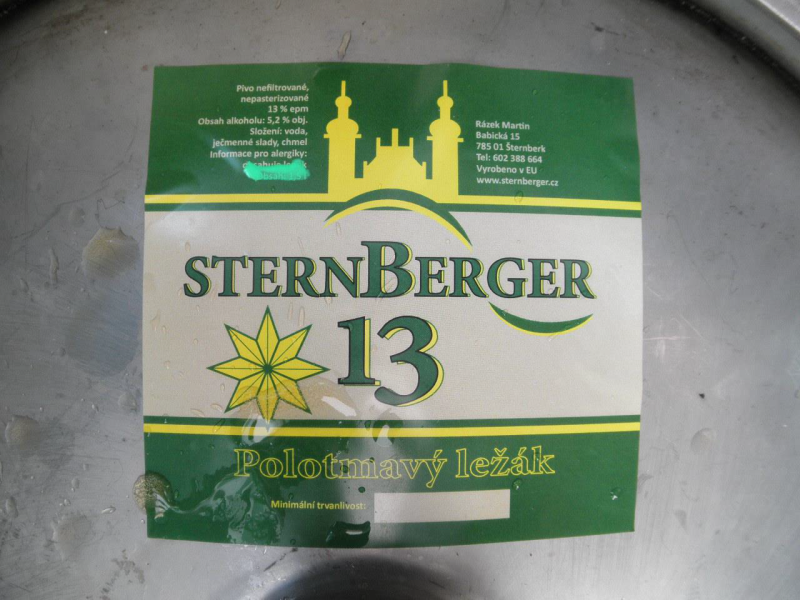 Pivo nefiltrované,
nepasterizované
13 % epm
Obsah alkoholu: 5,2 % obj.
Složení: voda,
ječmenné slady, chmel
Informace pro alergiky:
Rázek Martin
Babická 15
785 01 Šternberk
Tel: 602 388 664
Vyrobeno v EU
www.sternberger.cz
STERNBERGER
13
Polotmavý ležák
Minimální trvanlivost: